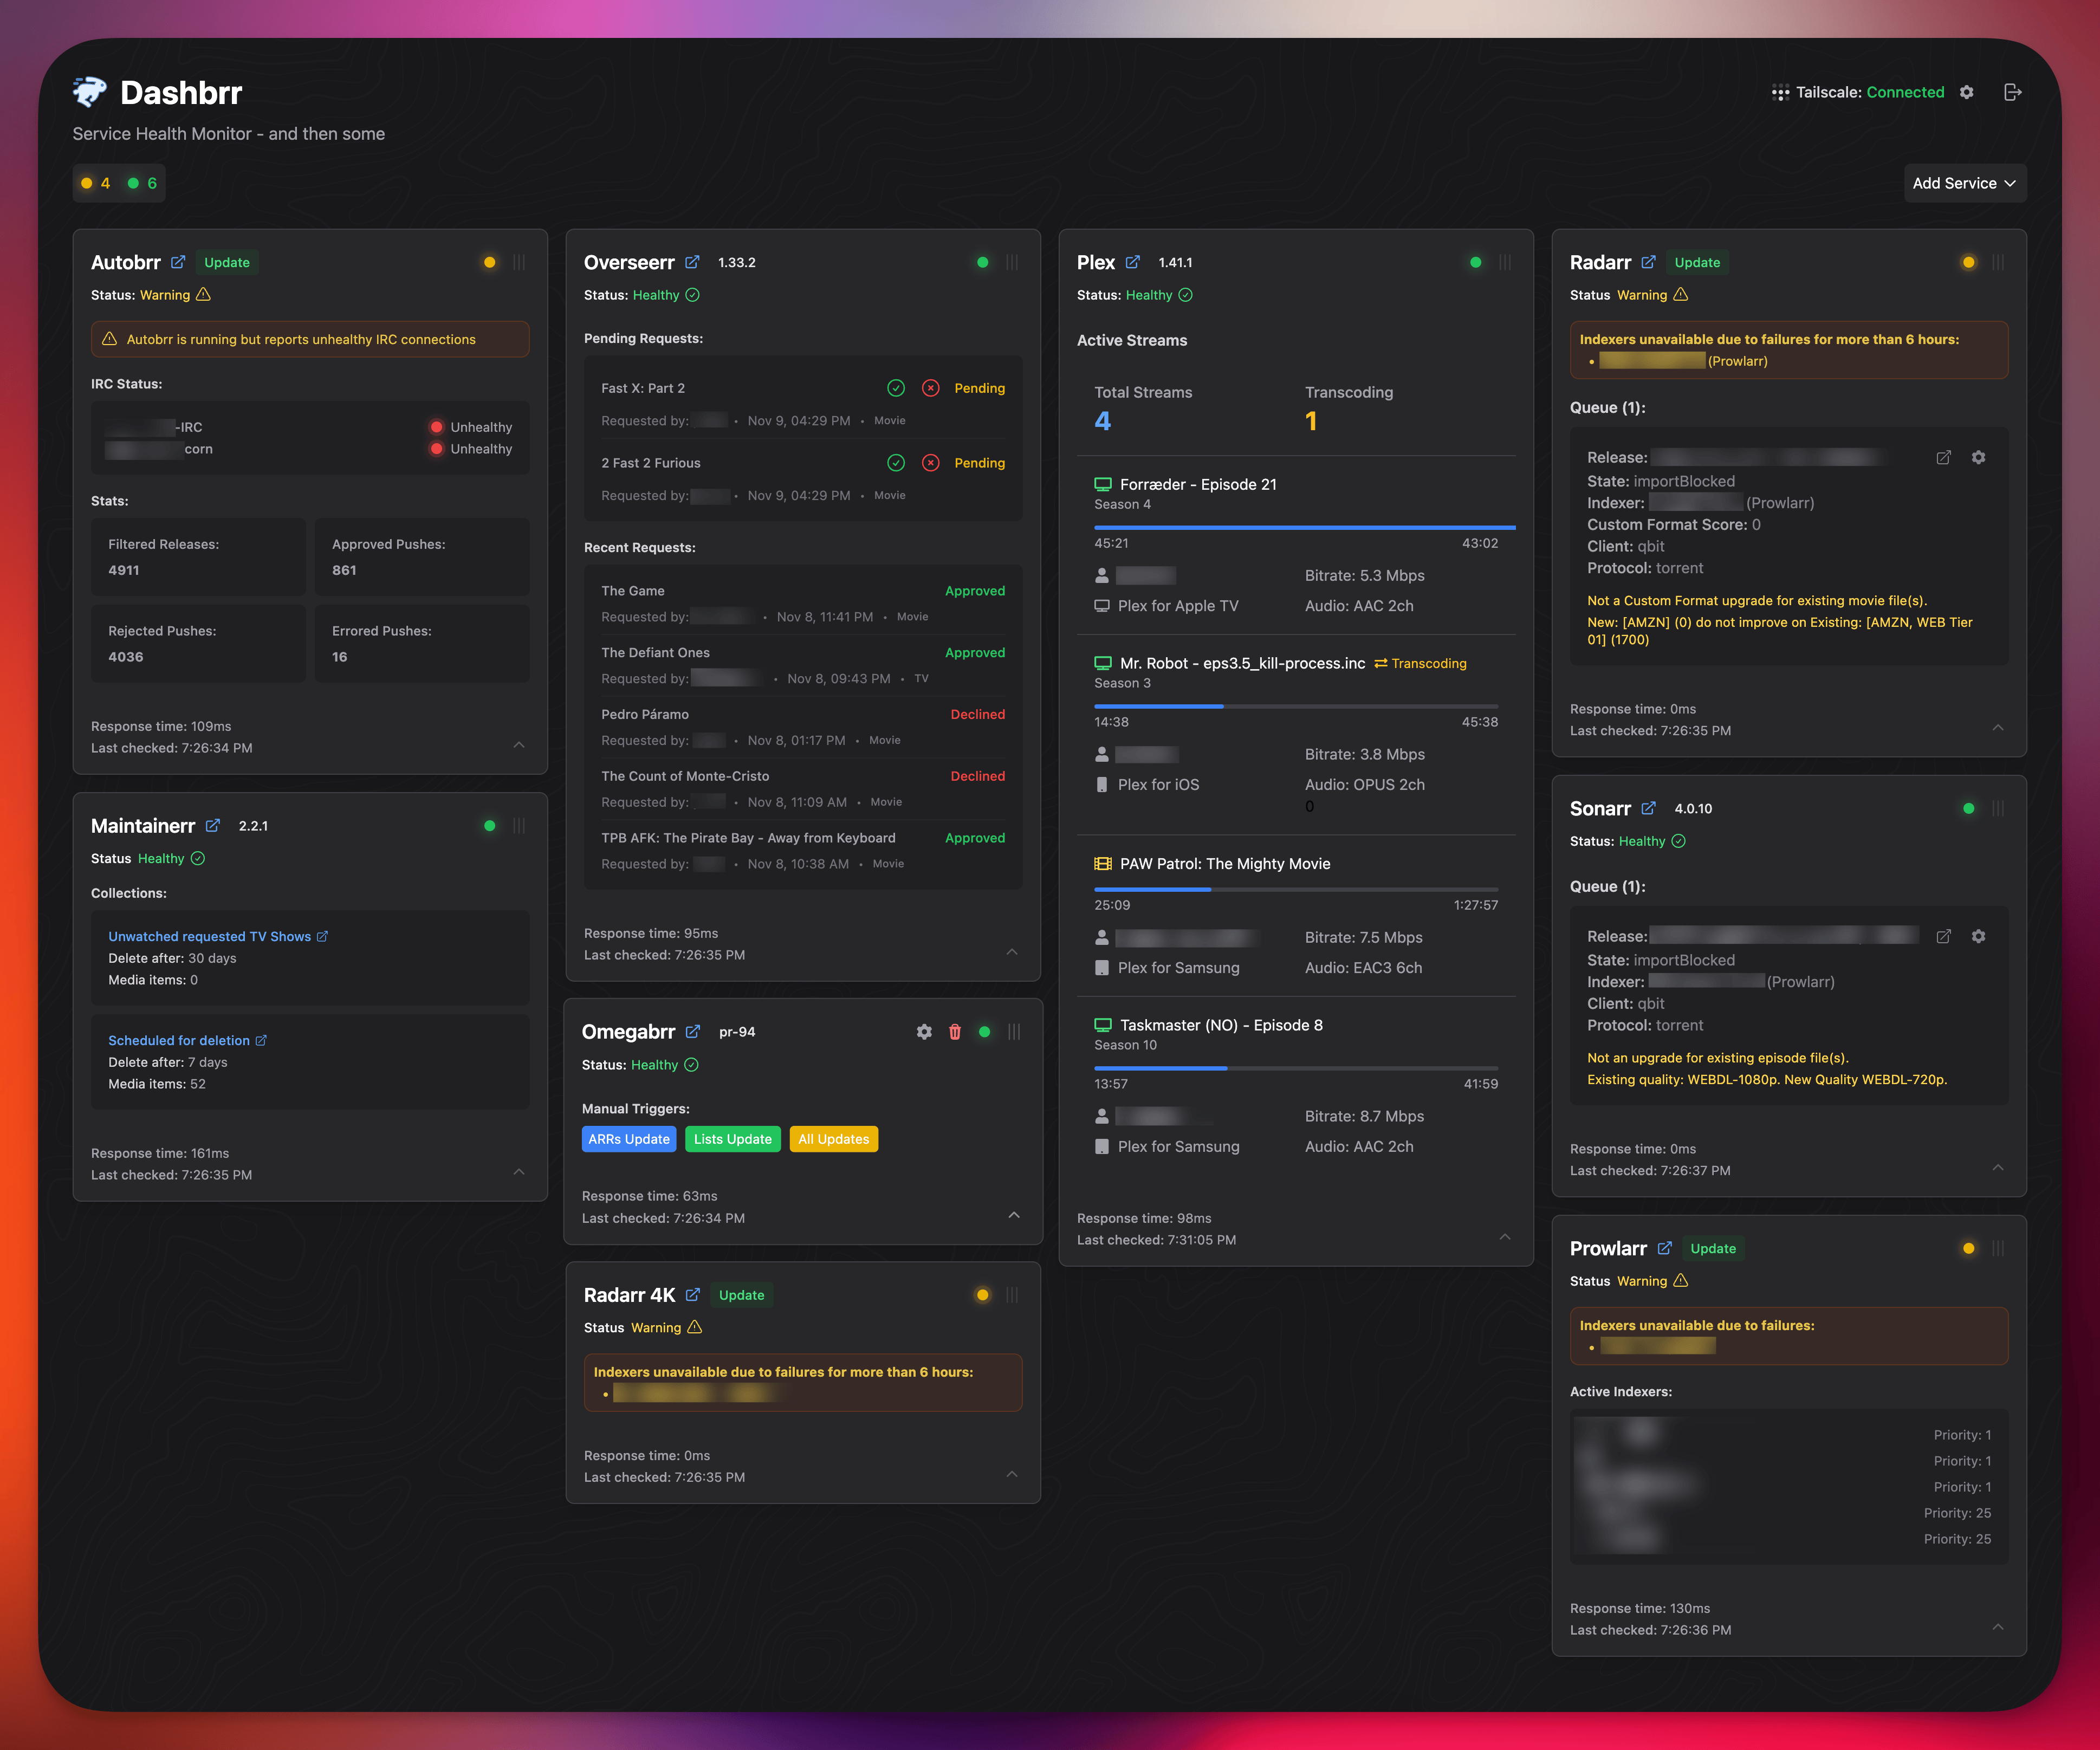 Dashbrr
Service Health Monitor - and then some
Tailscale: Connected
4 6
Add Service
Autobrr Update
Status: Warning
Autobrr is running but reports unhealthy IRC connections
IRC Status:
-IRC Unhealthy
corn Unhealthy
Stats:
Filtered Releases:
4911
Approved Pushes:
861
Rejected Pushes:
4036
Errored Pushes:
16
Response time: 109ms
Last checked: 7:26:34 PM
Maintainerr 2.2.1
Status Healthy
Collections:
Unwatched requested TV Shows
Delete after: 30 days
Media items: 0
Scheduled for deletion
Delete after: 7 days
Media items: 52
Response time: 161ms
Last checked: 7:26:35 PM
Overseerr 1.33.2
Status: Healthy
Pending Requests:
Fast X: Part 2 Pending
Requested by: • Nov 9, 04:29 PM • Movie
2 Fast 2 Furious Pending
Requested by: • Nov 9, 04:29 PM • Movie
Recent Requests:
The Game Approved
Requested by: • Nov 8, 11:41 PM • Movie
The Defiant Ones Approved
Requested by: • Nov 8, 09:43 PM • TV
Pedro Páramo Declined
Requested by: • Nov 8, 01:17 PM • Movie
The Count of Monte-Cristo Declined
Requested by: • Nov 8, 11:09 AM • Movie
TPB AFK: The Pirate Bay - Away from Keyboard Approved
Requested by: • Nov 8, 10:38 AM • Movie
Response time: 95ms
Last checked: 7:26:35 PM
Omegabrr pr-94
Status: Healthy
Manual Triggers:
ARRs Update Lists Update All Updates
Response time: 63ms
Last checked: 7:26:34 PM
Radarr 4K Update
Status Warning
Indexers unavailable due to failures for more than 6 hours:
Response time: 0ms
Last checked: 7:26:35 PM
Plex 1.41.1
Status: Healthy
Active Streams
Total Streams
4
Transcoding
1
Forræder - Episode 21
Season 4
45:21 43:02
Bitrate: 5.3 Mbps
Plex for Apple TV Audio: AAC 2ch
Mr. Robot - eps3.5_kill-process.inc Transcoding
Season 3
14:38 45:38
Bitrate: 3.8 Mbps
Plex for iOS Audio: OPUS 2ch
0
PAW Patrol: The Mighty Movie
25:09 1:27:57
Bitrate: 7.5 Mbps
Plex for Samsung Audio: EAC3 6ch
Taskmaster (NO) - Episode 8
Season 10
13:57 41:59
Bitrate: 8.7 Mbps
Plex for Samsung Audio: AAC 2ch
Response time: 98ms
Last checked: 7:31:05 PM
Radarr Update
Status Warning
Indexers unavailable due to failures for more than 6 hours:
• (Prowlarr)
Queue (1):
Release:
State: importBlocked
Indexer: (Prowlarr)
Custom Format Score: 0
Client: qbit
Protocol: torrent
Not a Custom Format upgrade for existing movie file(s).
New: [AMZN] (0) do not improve on Existing: [AMZN, WEB Tier
01] (1700)
Response time: 0ms
Last checked: 7:26:35 PM
Sonarr 4.0.10
Status: Healthy
Queue (1):
Release:
State: importBlocked
Indexer: (Prowlarr)
Client: qbit
Protocol: torrent
Not an upgrade for existing episode file(s).
Existing quality: WEBDL-1080p. New Quality WEBDL-720p.
Response time: 0ms
Last checked: 7:26:37 PM
Prowlarr Update
Status Warning
Indexers unavailable due to failures:
Active Indexers:
Priority: 1
Priority: 1
Priority: 1
Priority: 25
Priority: 25
Response time: 130ms
Last checked: 7:26:36 PM